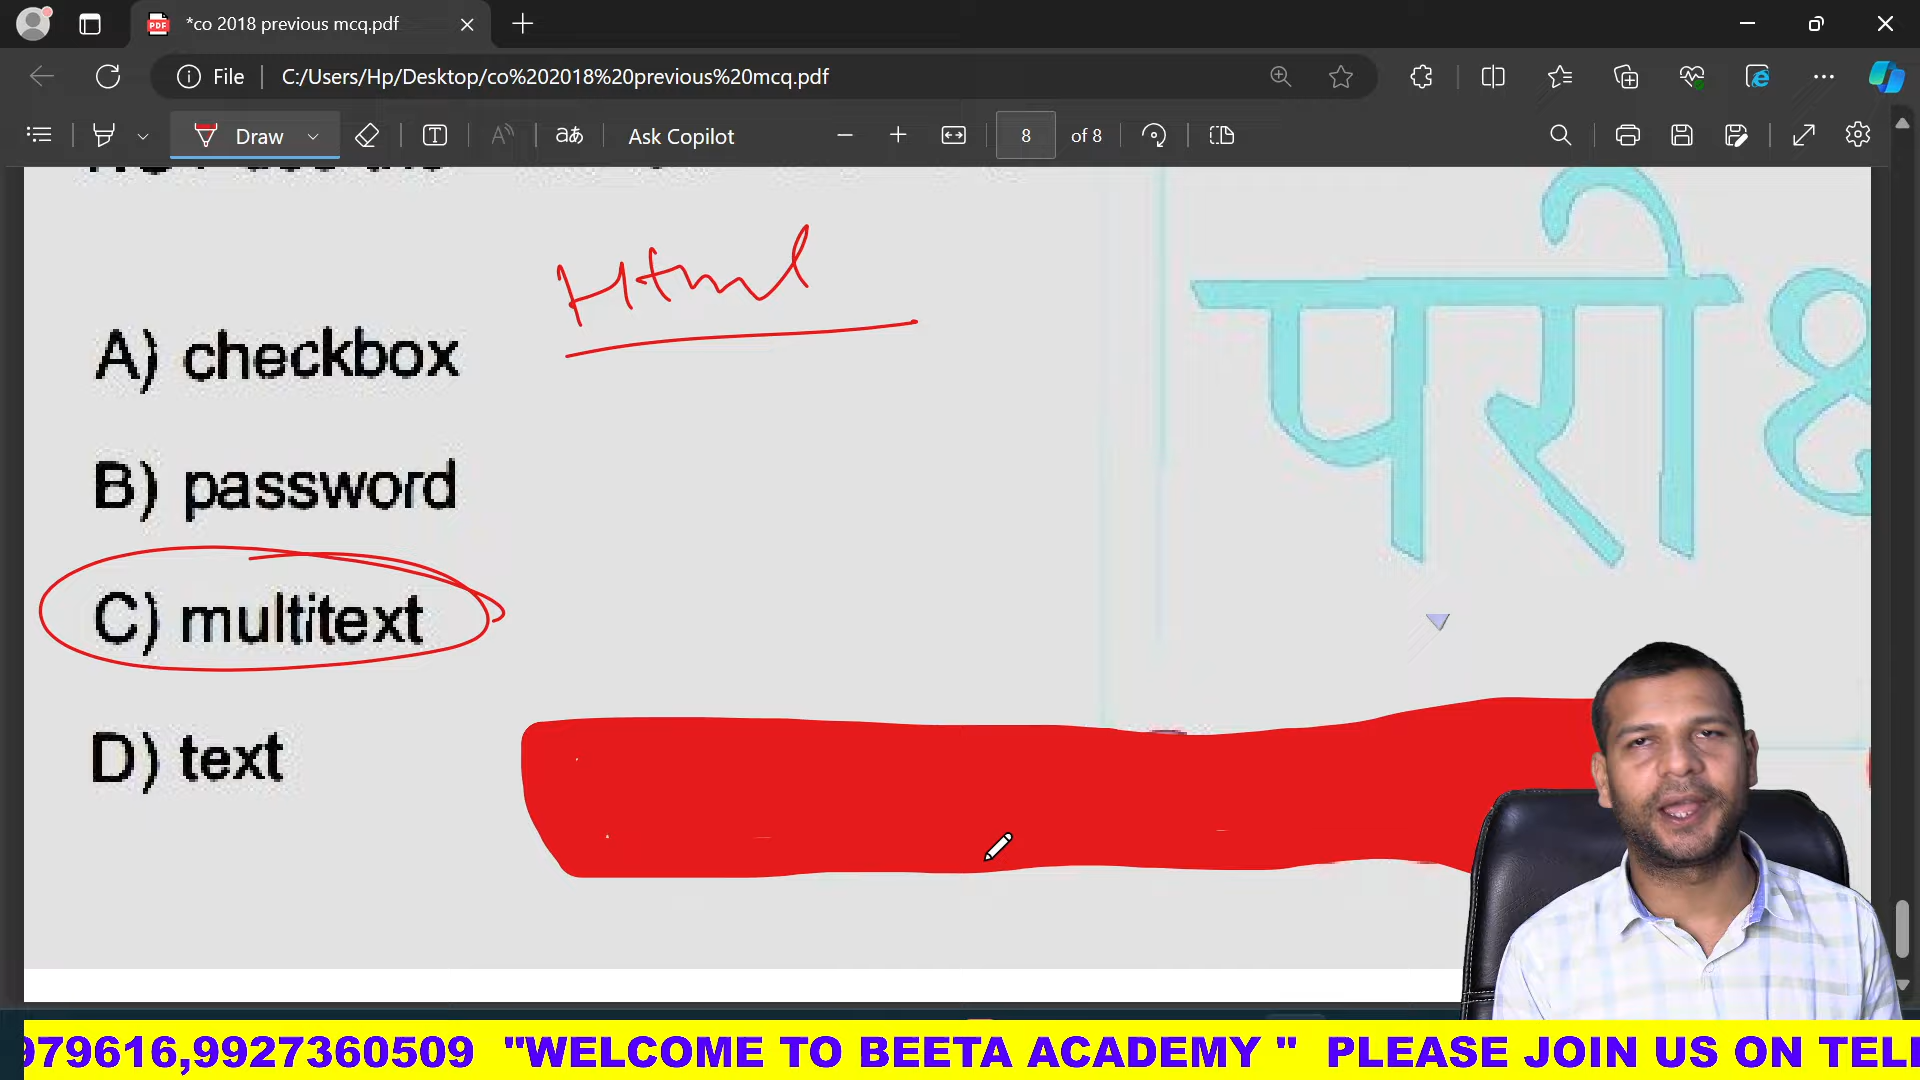 *co 2018 previous mcq.pdf
File
C:/Users/Hp/Desktop/co%202018%20previous%20mcq.pdf
Draw
Ask Copilot
8
of 8
Html
परीक्ष
A) checkbox
B) password
C) multitext
D) text
979616,9927360509 "WELCOME TO BEETA ACADEMY " PLEASE JOIN US ON TEL